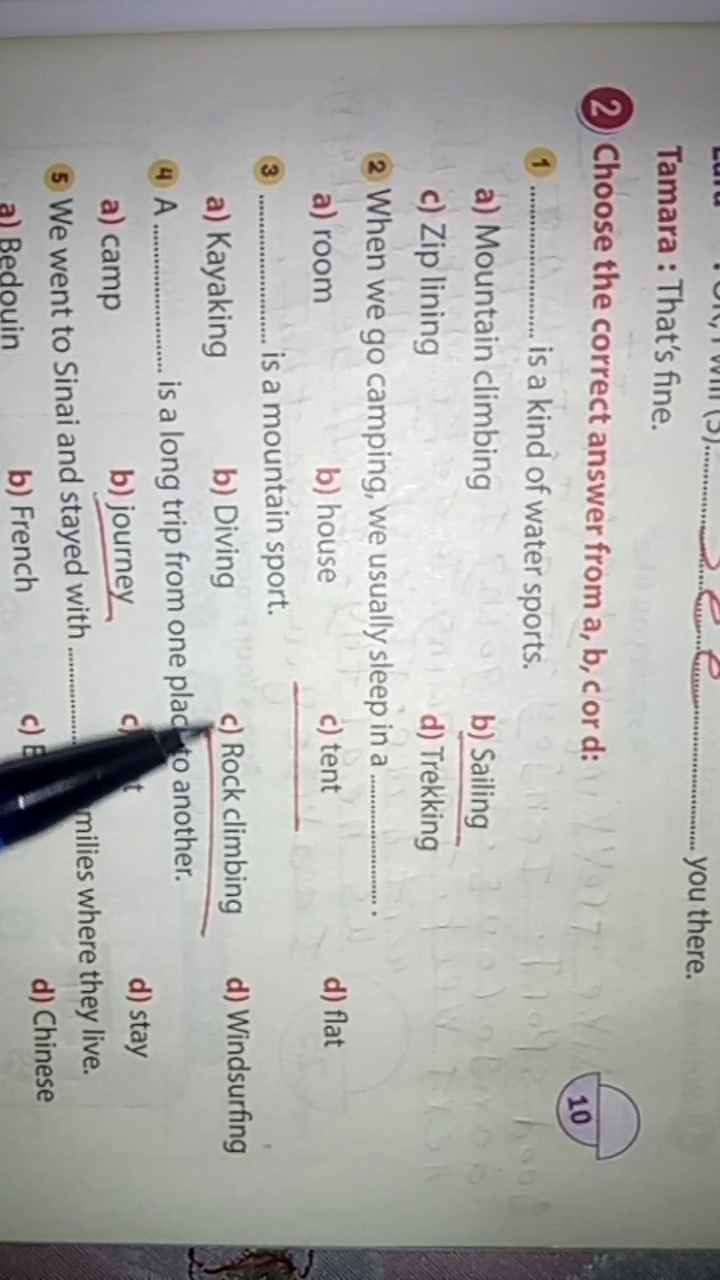 Tamara : That's fine.
you there.
2 Choose the correct answer from a, b, c or d:
10
1 .................... is a kind of water sports.
a) Mountain climbing b) Sailing
c) Zip lining d) Trekking
2 When we go camping, we usually sleep in a .................... .
a) room b) house c) tent d) flat
3 .................... is a mountain sport.
a) Kayaking b) Diving c) Rock climbing d) Windsurfing
4 A .................... is a long trip from one to another.
a) camp b) journey d) stay
5 We went to Sinai and stayed with .................... where they live.
a) Bedouin b) French c) d) Chinese